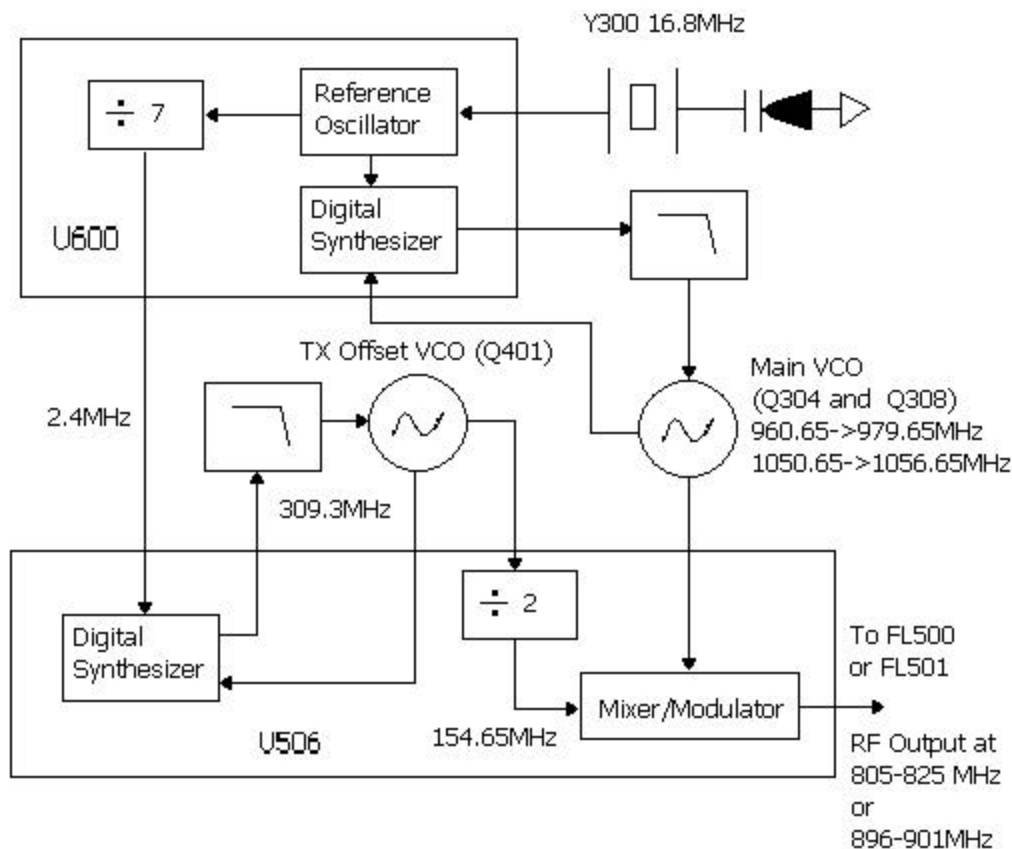 Y300 16.8MHz
÷ 7
Reference
Oscillator
Digital
Synthesizer
U600
TX Offset VCO (Q401)
Main VCO
(Q304 and Q308)
960.65->979.65MHz
1050.65->1056.65MHz
2.4MHz
309.3MHz
÷ 2
Digital
Synthesizer
To FL500
or FL501
Mixer/Modulator
154.65MHz
U506
RF Output at
805-825 MHz
or
896-901MHz